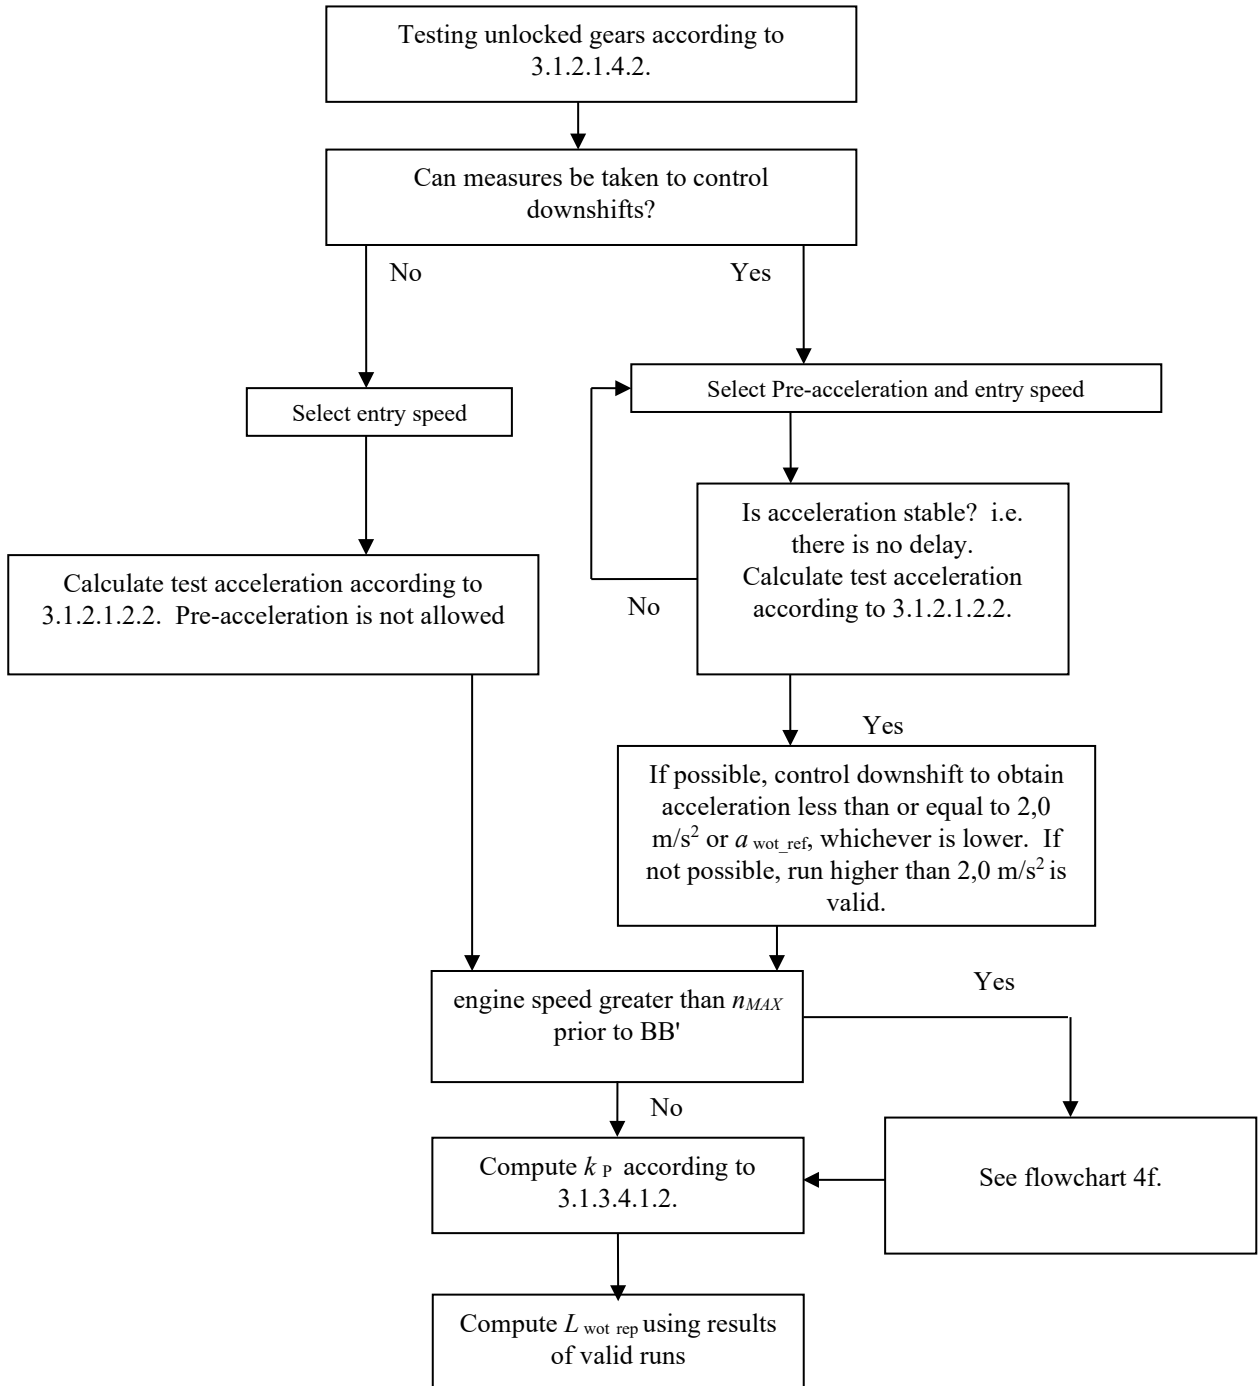 Testing unlocked gears according to
3.1.2.1.4.2.
Can measures be taken to control
downshifts?
No
Yes
Select entry speed
Select Pre-acceleration and entry speed
Is acceleration stable?  i.e.
there is no delay.
Calculate test acceleration
according to 3.1.2.1.2.2.
No
Calculate test acceleration according to
3.1.2.1.2.2.  Pre-acceleration is not allowed
Yes
If possible, control downshift to obtain
acceleration less than or equal to 2,0
m/s² or a wot_ref, whichever is lower.  If
not possible, run higher than 2,0 m/s² is
valid.
engine speed greater than nMAX
prior to BB'
Yes
No
Compute k P according to
3.1.3.4.1.2.
See flowchart 4f.
Compute L wot rep using results
of valid runs